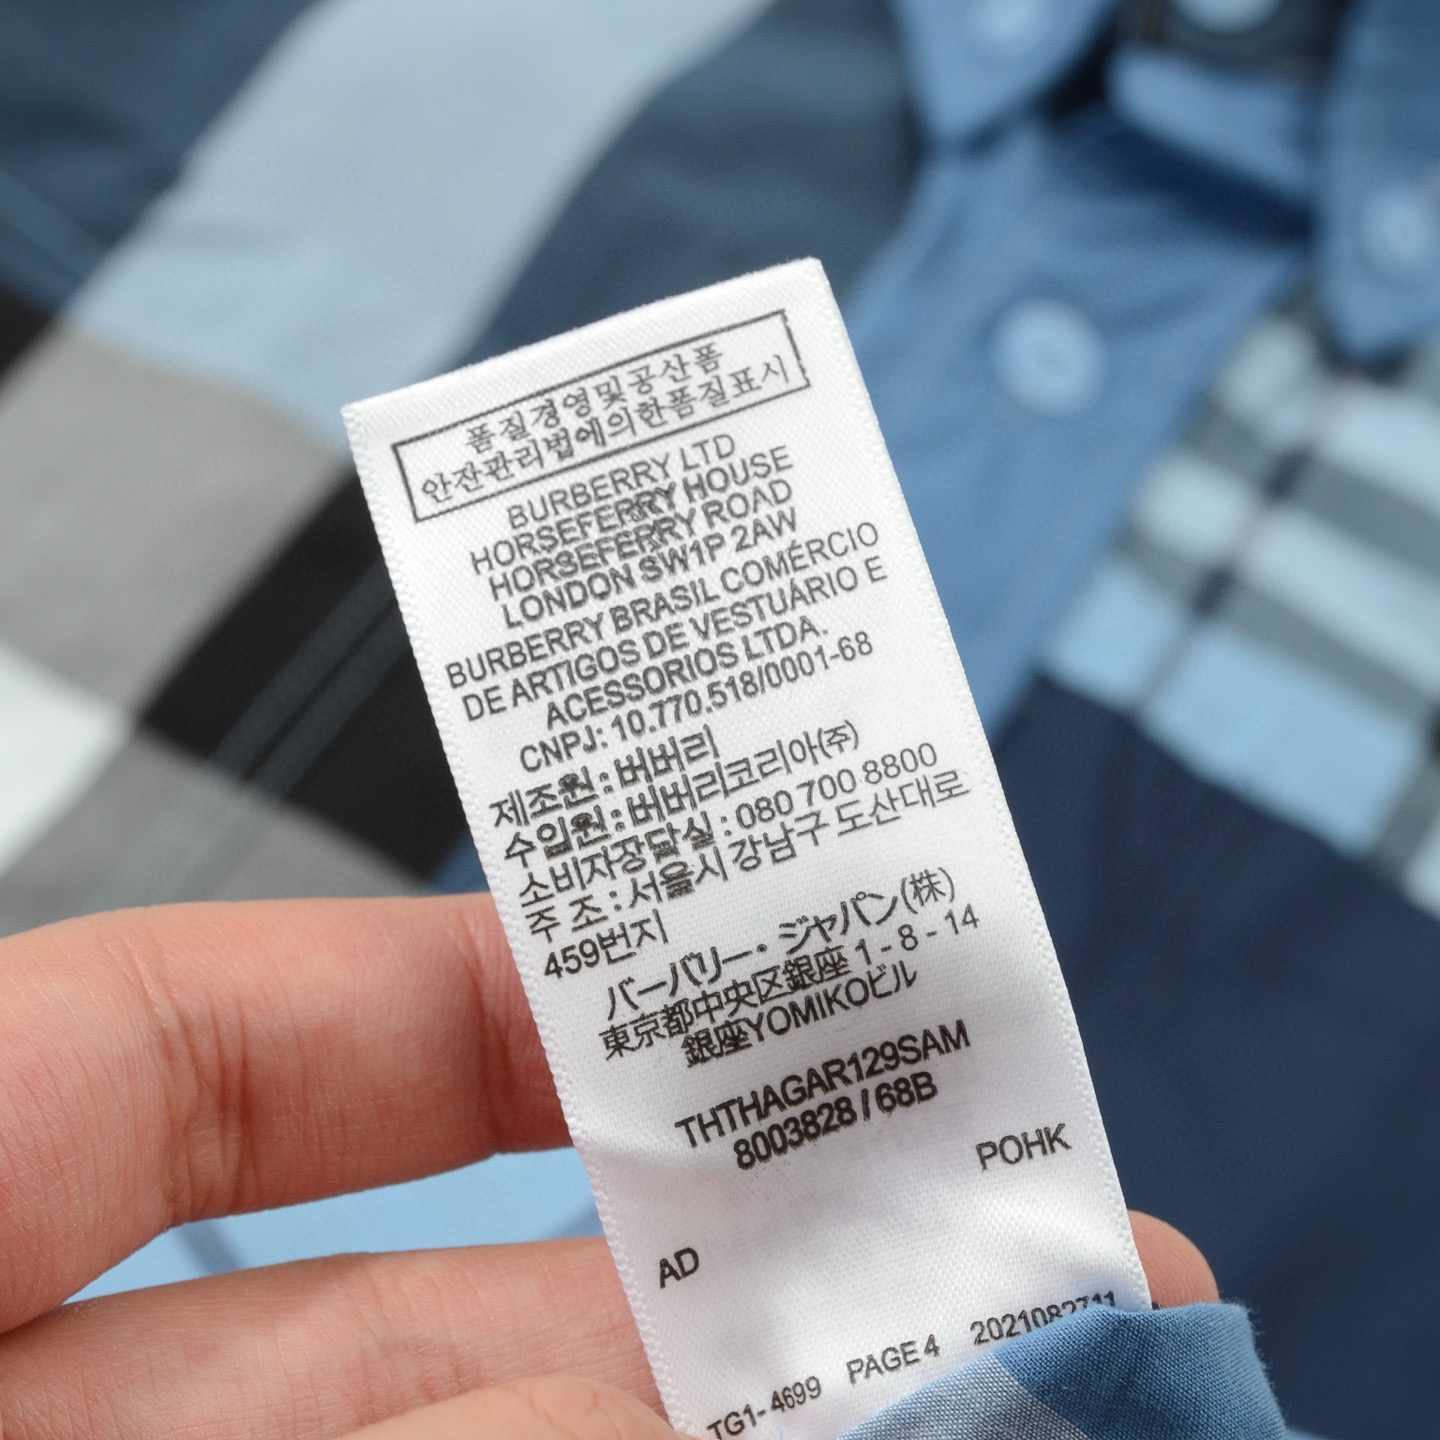 품질경영및공산품
안잔관리법에의한품질표시
BURBERRY LTD
HORSEFERRY HOUSE
HORSEFERRY ROAD
LONDON SW1P 2AW
BURBERRY BRASIL COMÉRCIO
DE ARTIGOS DE VESTUÁRIO E
ACESSORIOS LTDA.
CNPJ: 10.770.518/0001-68
제조원 : 버버리
수입원 : 버버리코리아(주)
소비자장담실 : 080 700 8800
주 조 : 서울시 강남구 도산대로
459번지
バーバリー・ジャパン(株)
東京都中央区銀座 1 - 8 - 14
銀座YOMIKOビル
THTHAGAR129SAM
8003828 / 68B
POHK
AD
TG1-4699 PAGE 4 2021082711